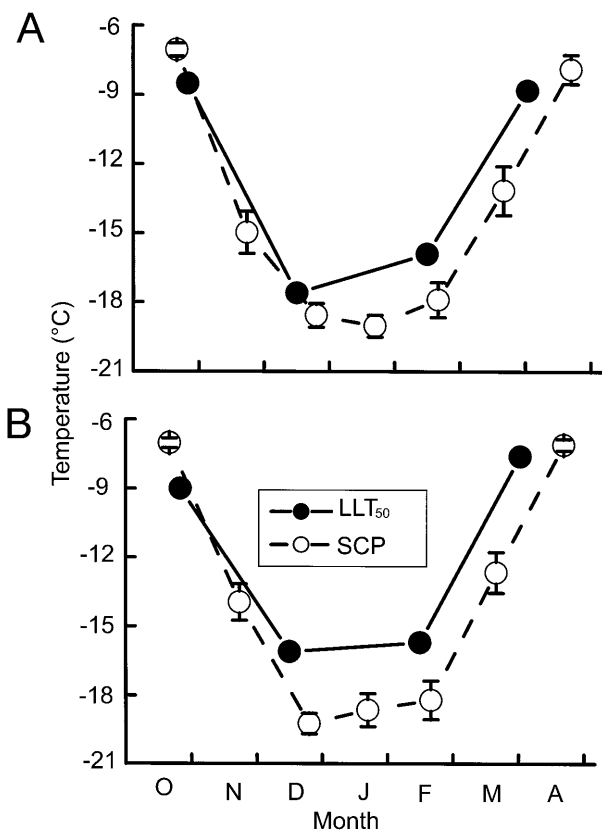 A
-6
-9
-12
-15
-18
-21
Temperature (°C)
B
-6
-9
-12
-15
-18
-21
LLT₅₀
SCP
O N D J F M A
Month